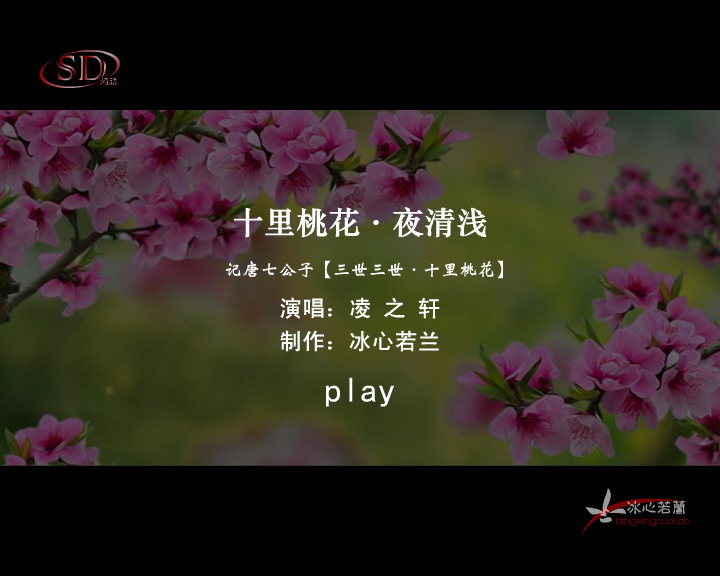 SD
十里桃花·夜清浅
记唐七公子【三世三世·十里桃花】
演唱：凌 之 轩
制作：冰心若兰
play
冰心若蘭
bingxinruolan